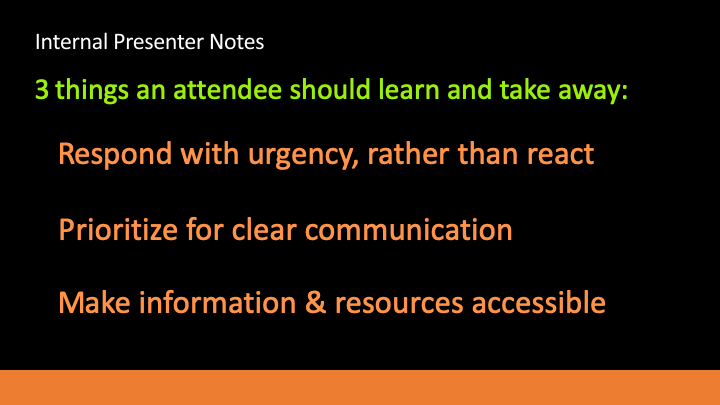 Internal Presenter Notes
3 things an attendee should learn and take away:
Respond with urgency, rather than react
Prioritize for clear communication
Make information & resources accessible